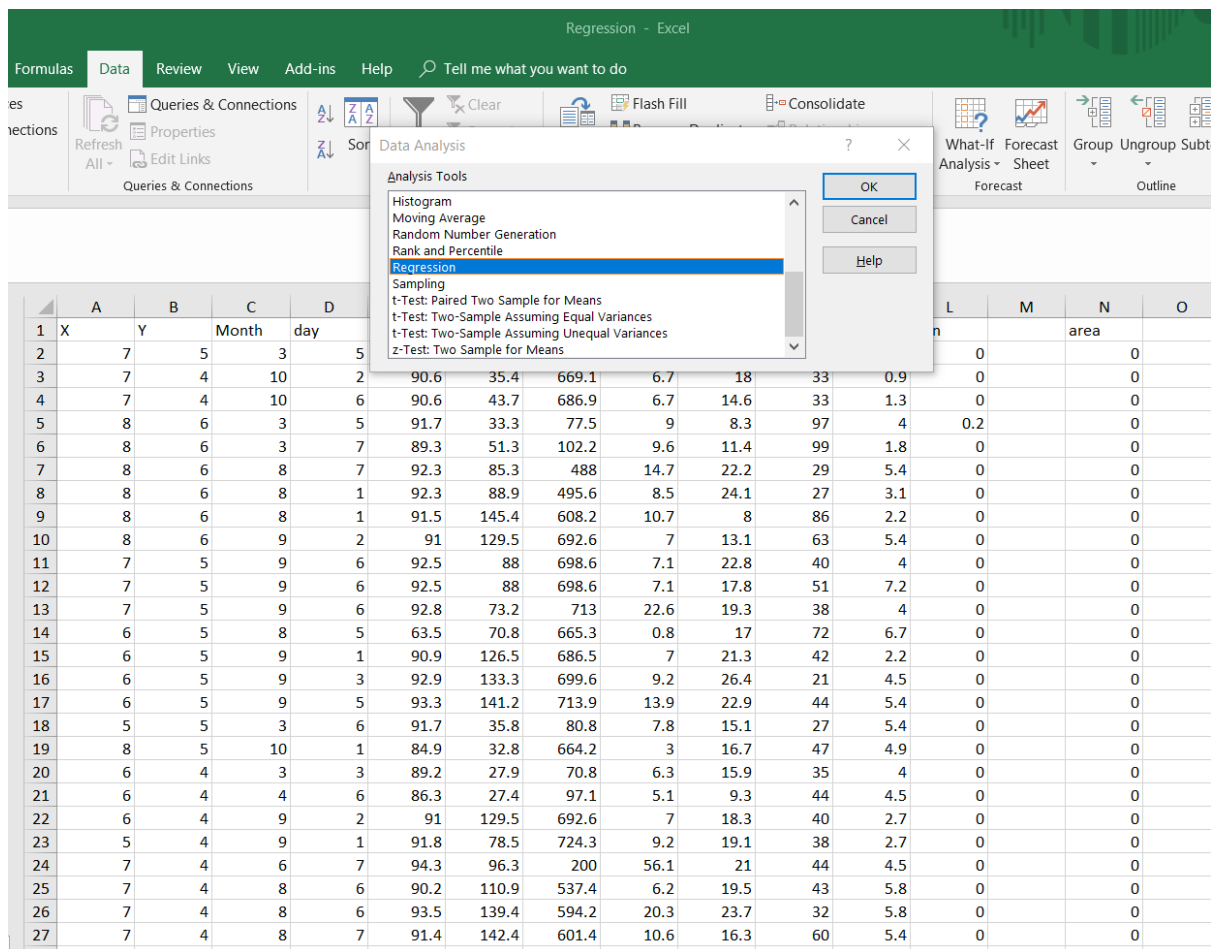 Regression - Excel
Formulas Data Review View Add-ins Help Tell me what you want to do
Queries & Connections Clear Flash Fill Consolidate
nections Properties
Refresh All Edit Links What-If Analysis Forecast Sheet Group Ungroup
Queries & Connections Forecast Outline
Data Analysis ? ×
Analysis Tools
Histogram
Moving Average
Random Number Generation
Rank and Percentile
Regression
Sampling
t-Test: Paired Two Sample for Means
t-Test: Two-Sample Assuming Equal Variances
t-Test: Two-Sample Assuming Unequal Variances
z-Test: Two Sample for Means
OK
Cancel
Help
A B C D L M N O
1 X Y Month day n area
2 7 5 3 5 0 0
3 7 4 10 2 90.6 35.4 669.1 6.7 18 33 0.9 0 0
4 7 4 10 6 90.6 43.7 686.9 6.7 14.6 33 1.3 0 0
5 8 6 3 5 91.7 33.3 77.5 9 8.3 97 4 0.2 0
6 8 6 3 7 89.3 51.3 102.2 9.6 11.4 99 1.8 0 0
7 8 6 8 7 92.3 85.3 488 14.7 22.2 29 5.4 0 0
8 8 6 8 1 92.3 88.9 495.6 8.5 24.1 27 3.1 0 0
9 8 6 8 1 91.5 145.4 608.2 10.7 8 86 2.2 0 0
10 8 6 9 2 91 129.5 692.6 7 13.1 63 5.4 0 0
11 7 5 9 6 92.5 88 698.6 7.1 22.8 40 4 0 0
12 7 5 9 6 92.5 88 698.6 7.1 17.8 51 7.2 0 0
13 7 5 9 6 92.8 73.2 713 22.6 19.3 38 4 0 0
14 6 5 8 5 63.5 70.8 665.3 0.8 17 72 6.7 0 0
15 6 5 9 1 90.9 126.5 686.5 7 21.3 42 2.2 0 0
16 6 5 9 3 92.9 133.3 699.6 9.2 26.4 21 4.5 0 0
17 6 5 9 5 93.3 141.2 713.9 13.9 22.9 44 5.4 0 0
18 5 5 3 6 91.7 35.8 80.8 7.8 15.1 27 5.4 0 0
19 8 5 10 1 84.9 32.8 664.2 3 16.7 47 4.9 0 0
20 6 4 3 3 89.2 27.9 70.8 6.3 15.9 35 4 0 0
21 6 4 4 6 86.3 27.4 97.1 5.1 9.3 44 4.5 0 0
22 6 4 9 2 91 129.5 692.6 7 18.3 40 2.7 0 0
23 5 4 9 1 91.8 78.5 724.3 9.2 19.1 38 2.7 0 0
24 7 4 6 7 94.3 96.3 200 56.1 21 44 4.5 0 0
25 7 4 8 6 90.2 110.9 537.4 6.2 19.5 43 5.8 0 0
26 7 4 8 6 93.5 139.4 594.2 20.3 23.7 32 5.8 0 0
27 7 4 8 7 91.4 142.4 601.4 10.6 16.3 60 5.4 0 0